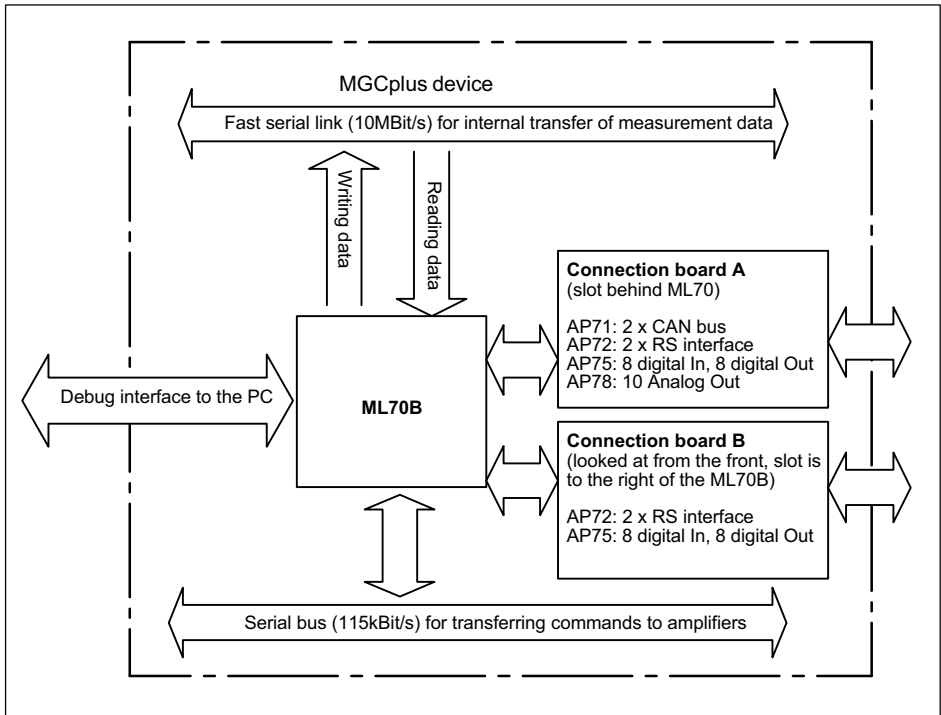 MGCplus device
Fast serial link (10MBit/s) for internal transfer of measurement data
Writing data
Reading data
Connection board A
(slot behind ML70)
AP71: 2 x CAN bus
AP72: 2 x RS interface
AP75: 8 digital In, 8 digital Out
AP78: 10 Analog Out
Debug interface to the PC
ML70B
Connection board B
(looked at from the front, slot is
to the right of the ML70B)
AP72: 2 x RS interface
AP75: 8 digital In, 8 digital Out
Serial bus (115kBit/s) for transferring commands to amplifiers